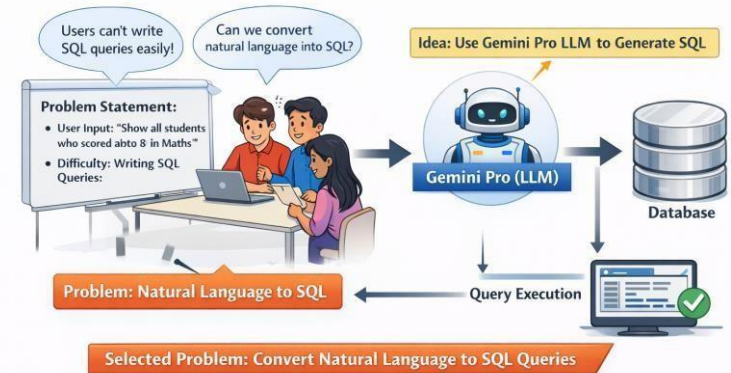 Users can't write
SQL queries easily!
Can we convert
natural language into SQL?
Idea: Use Gemini Pro LLM to Generate SQL
Problem Statement:
• User Input: "Show all students
who scored abto 8 in Maths'"
• Difficulty: Writing SQL
Queries:
Gemini Pro (LLM)
Database
Problem: Natural Language to SQL
Query Execution
Selected Problem: Convert Natural Language to SQL Queries